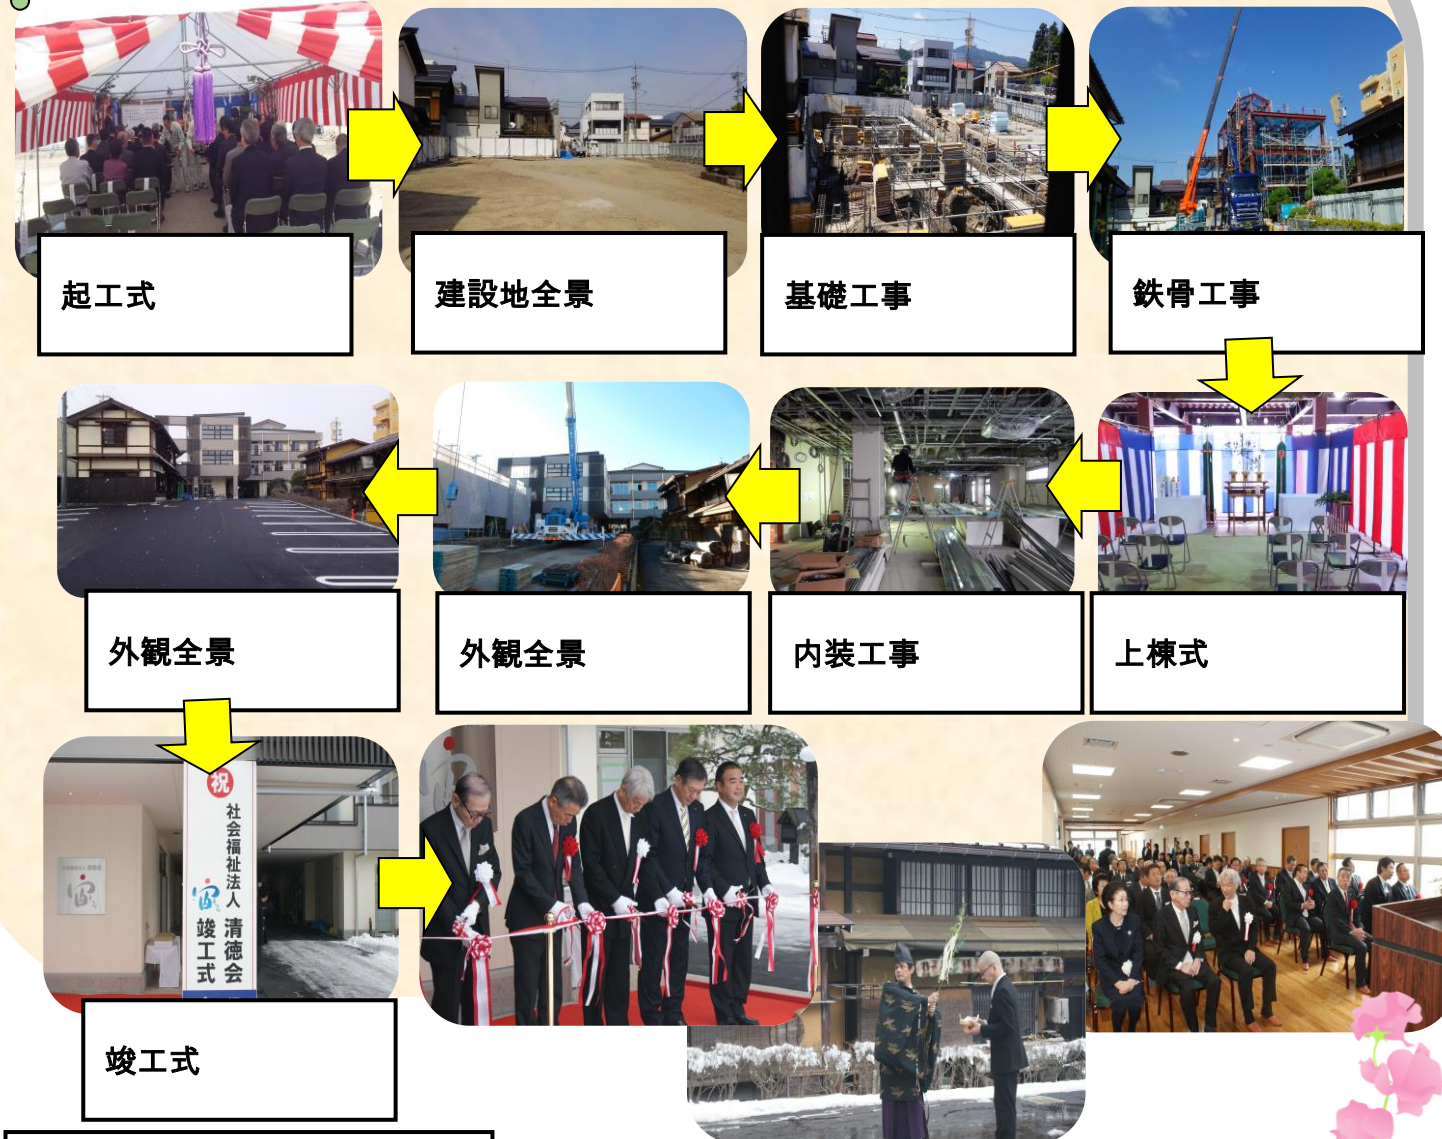 起工式
建設地全景
基礎工事
鉄骨工事
上棟式
内装工事
外観全景
外観全景
祝
社会福祉法人
清徳会
竣工式
竣工式